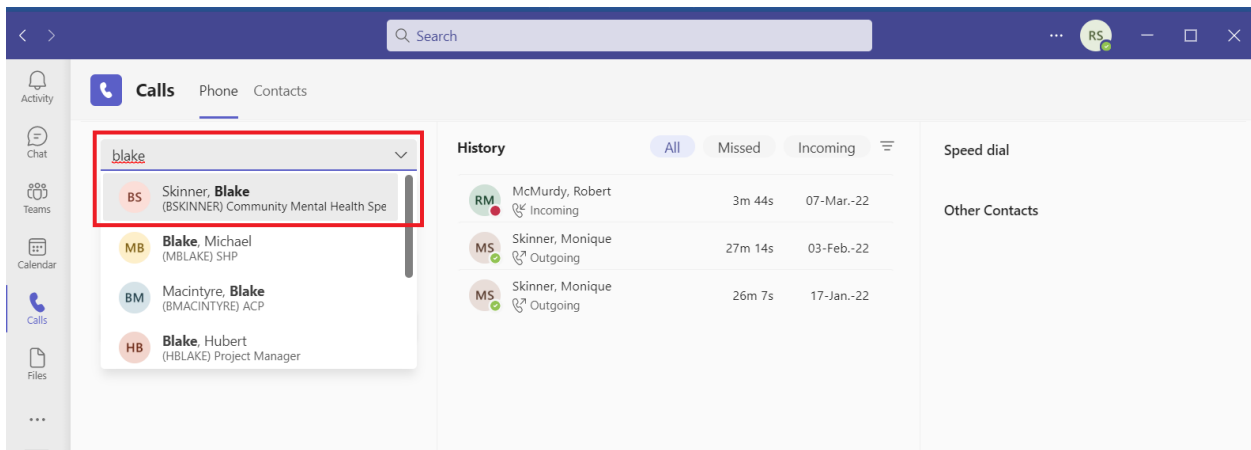 Search
RS
Activity
Chat
Teams
Calendar
Calls
Files
Calls Phone Contacts
blake
BS
Skinner, Blake
(BSKINNER) Community Mental Health Spe
MB
Blake, Michael
(MBLAKE) SHP
BM
Macintyre, Blake
(BMACINTYRE) ACP
HB
Blake, Hubert
(HBLAKE) Project Manager
History All Missed Incoming
RM
McMurdy, Robert
Incoming
3m 44s 07-Mar.-22
MS
Skinner, Monique
Outgoing
27m 14s 03-Feb.-22
MS
Skinner, Monique
Outgoing
26m 7s 17-Jan.-22
Speed dial
Other Contacts